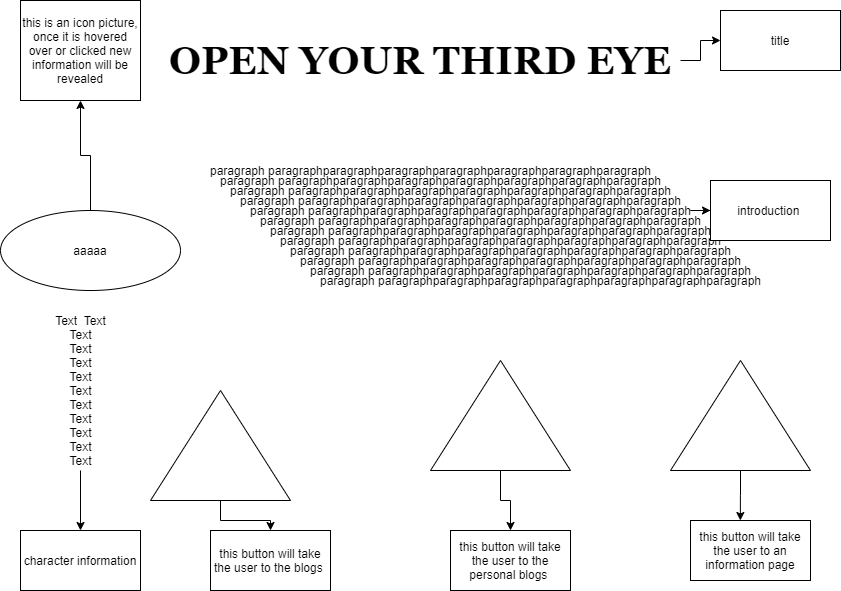 this is an icon picture,
once it is hovered
over or clicked new
information will be
revealed
OPEN YOUR THIRD EYE
title
paragraph paragraphparagraphparagraphparagraphparagraphparagraphparagraph
paragraph paragraphparagraphparagraphparagraphparagraphparagraphparagraph
paragraph paragraphparagraphparagraphparagraphparagraphparagraphparagraph
paragraph paragraphparagraphparagraphparagraphparagraphparagraphparagraph
paragraph paragraphparagraphparagraphparagraphparagraphparagraphparagraph
paragraph paragraphparagraphparagraphparagraphparagraphparagraphparagraph
paragraph paragraphparagraphparagraphparagraphparagraphparagraphparagraph
paragraph paragraphparagraphparagraphparagraphparagraphparagraphparagraph
paragraph paragraphparagraphparagraphparagraphparagraphparagraphparagraph
paragraph paragraphparagraphparagraphparagraphparagraphparagraphparagraph
paragraph paragraphparagraphparagraphparagraphparagraphparagraphparagraph
paragraph paragraphparagraphparagraphparagraphparagraphparagraphparagraph
introduction
aaaaa
Text Text
Text
Text
Text
Text
Text
Text
Text
Text
Text
Text
character information
this button will take
the user to the blogs
this button will take
the user to the
personal blogs
this button will take
the user to an
information page